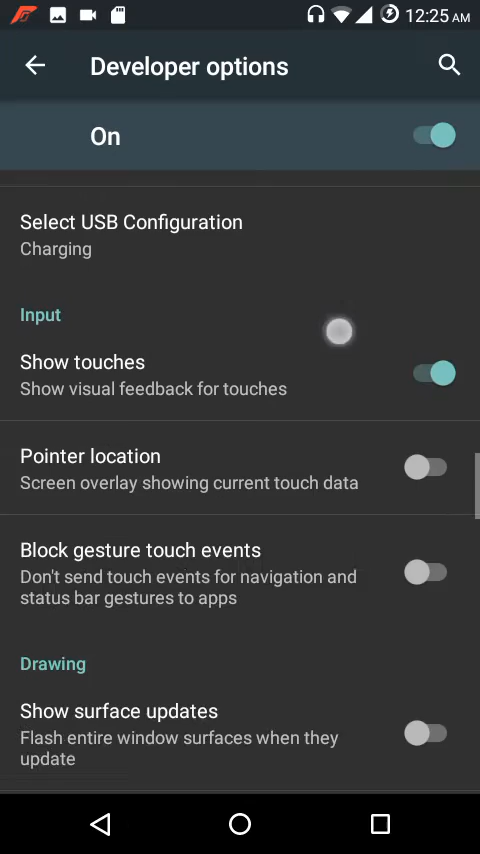 12:25 AM
Developer options
On
Select USB Configuration
Charging
Input
Show touches
Show visual feedback for touches
Pointer location
Screen overlay showing current touch data
Block gesture touch events
Don't send touch events for navigation and
status bar gestures to apps
Drawing
Show surface updates
Flash entire window surfaces when they
update